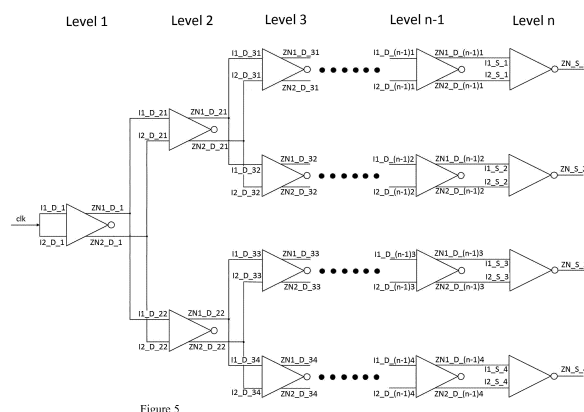 Level 1 Level 2 Level 3 Level n-1 Level n
I1_D_31 ZN1_D_31 I1_D_(n-1)1 ZN1_D_(n-1)1
I1_S_1
ZN_S_
I2_D_31 I2_S_1
ZN2_D_31 I2_D_(n-1)1 ZN2_D_(n-1)1
I1_D_21 ZN1_D_21
I2_D_21
ZN2_D_21
I1_D_32 ZN1_D_32 I1_D_(n-1)2 ZN1_D_(n-1)2
I1_S_2
ZN_S_2
I2_S_2
I2_D_32 ZN2_D_32 I2_D_(n-1)2 ZN2_D_(n-1)2
I1_D_1 ZN1_D_1
clk
I2_D_1 ZN2_D_1
I1_D_33 ZN1_D_33 I1_D_(n-1)3 ZN1_D_(n-1)3
I1_S_3
ZN_S_
I2_D_33 I2_S_3
ZN2_D_33 I2_D_(n-1)3 ZN2_D_(n-1)3
I1_D_22 ZN1_D_22
I2_D_22 ZN2_D_22
I1_D_34 ZN1_D_34 I1_D_(n-1)4 ZN1_D_(n-1)4
I1_S_4
ZN_S_
I2_S_4
I2_D_34 ZN2_D_34 I2_D_(n-1)4 ZN2_D_(n-1)4
Figure 5